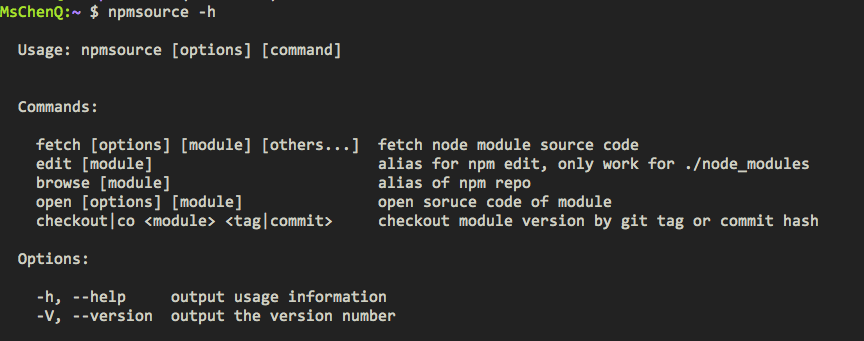 MsChenQ:~ $ npmsource -h
Usage: npmsource [options] [command]
Commands:
fetch [options] [module] [others...]  fetch node module source code
edit [module]                         alias for npm edit, only work for ./node_modules
browse [module]                       alias of npm repo
open [options] [module]               open soruce code of module
checkout|co <module> <tag|commit>     checkout module version by git tag or commit hash
Options:
-h, --help     output usage information
-V, --version  output the version number